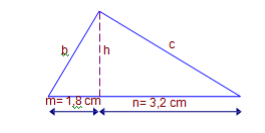 b
h
c
m= 1,8 cm
n= 3,2 cm